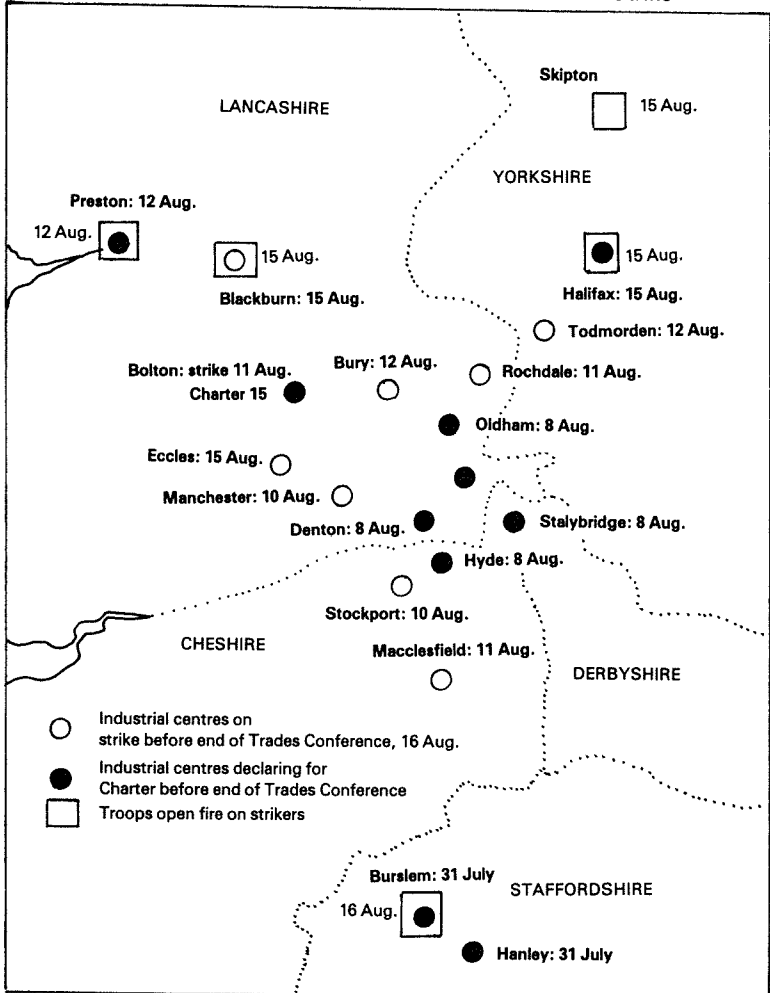 Skipton
15 Aug.
LANCASHIRE
YORKSHIRE
Preston: 12 Aug.
12 Aug.
15 Aug.
Blackburn: 15 Aug.
15 Aug.
Halifax: 15 Aug.
Todmorden: 12 Aug.
Bolton: strike 11 Aug.
Charter 15
Bury: 12 Aug.
Rochdale: 11 Aug.
Oldham: 8 Aug.
Eccles: 15 Aug.
Manchester: 10 Aug.
Denton: 8 Aug.
Stalybridge: 8 Aug.
Hyde: 8 Aug.
Stockport: 10 Aug.
CHESHIRE
Macclesfield: 11 Aug.
DERBYSHIRE
Industrial centres on
strike before end of Trades Conference, 16 Aug.
Industrial centres declaring for
Charter before end of Trades Conference
Troops open fire on strikers
Burslem: 31 July
16 Aug.
STAFFORDSHIRE
Hanley: 31 July